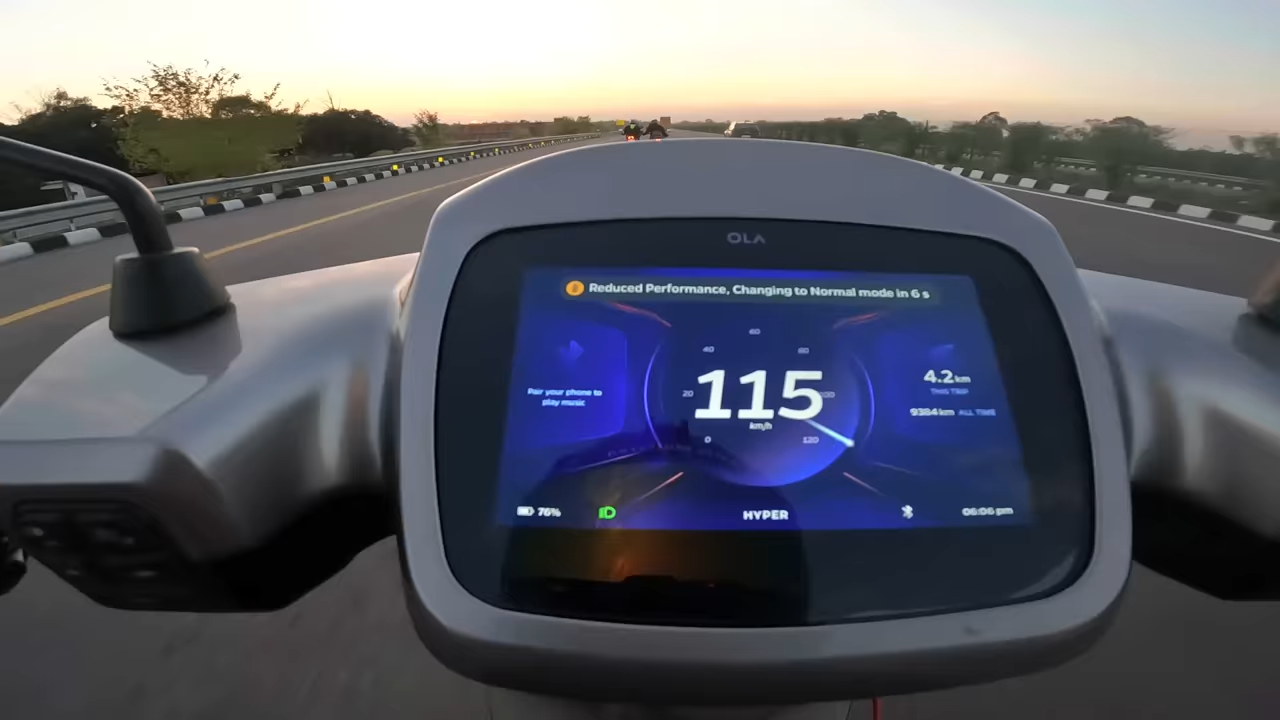 OLA
Reduced Performance, Changing to Normal mode in 6 s
60
40
60
20
115
km/h
0
120
Pair your phone to
play music
4.2 km
THIS TRIP
9384 km ALL TIME
76%
HYPER
06:06 pm